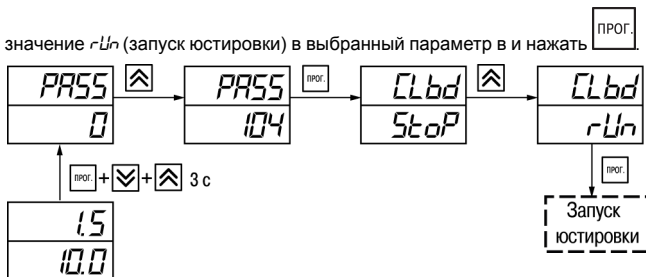 значение rUn (запуск юстировки) в выбранный параметр в и нажать ПРОГ.
PASS
0
PASS
104
ПРОГ.
CLbd
StoP
CLbd
rUn
ПРОГ.
ПРОГ. + + 3 с
1.5
10.0
Запуск
юстировки